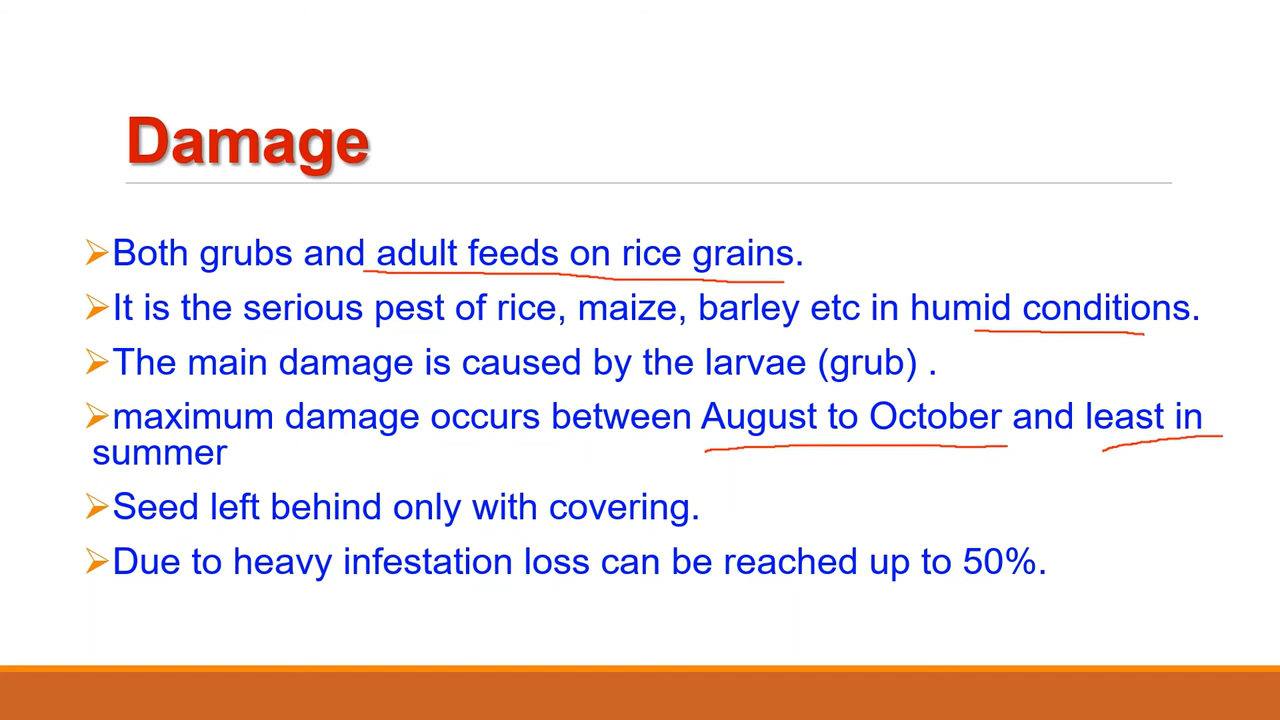 Damage
➢Both grubs and adult feeds on rice grains.
➢It is the serious pest of rice, maize, barley etc in humid conditions.
➢The main damage is caused by the larvae (grub) .
➢maximum damage occurs between August to October and least in
summer
➢Seed left behind only with covering.
➢Due to heavy infestation loss can be reached up to 50%.